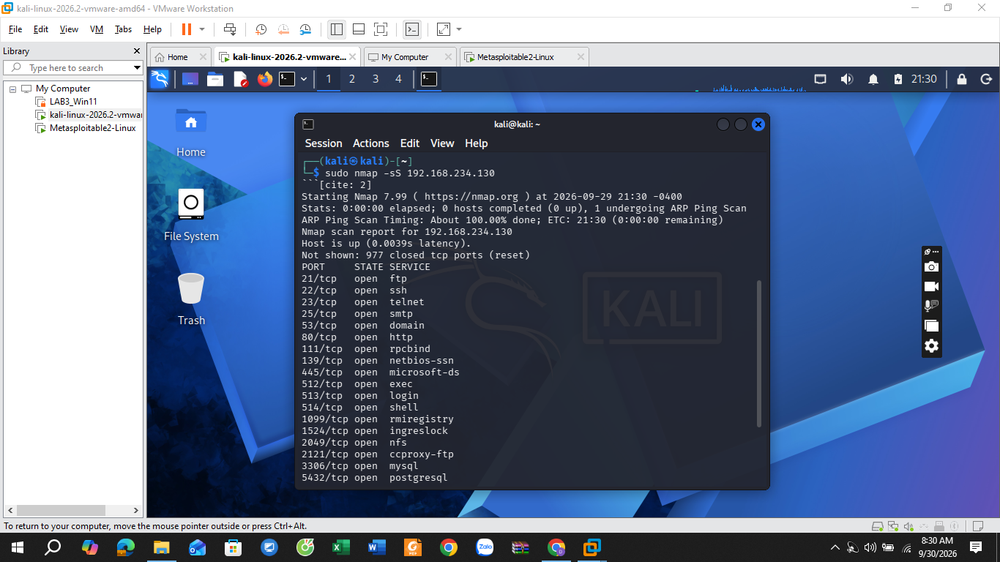 kali-linux-2026.2-vmware-amd64 - VMware Workstation
File Edit View VM Tabs Help
Library
Type here to search
My Computer
LAB3_Win11
kali-linux-2026.2-vmwar
Metasploitable2-Linux
Home kali-linux-2026.2-vmware... My Computer Metasploitable2-Linux
1 2 3 4 21:30
Home
File System
Trash
kali@kali: ~
Session Actions Edit View Help
┌──(kali㉿kali)-[~]
└─$ sudo nmap -sS 192.168.234.130
```[cite: 2]
Starting Nmap 7.99 ( https://nmap.org ) at 2026-09-29 21:30 -0400
Stats: 0:00:00 elapsed; 0 hosts completed (0 up), 1 undergoing ARP Ping Scan
ARP Ping Scan Timing: About 100.00% done; ETC: 21:30 (0:00:00 remaining)
Nmap scan report for 192.168.234.130
Host is up (0.0039s latency).
Not shown: 977 closed tcp ports (reset)
PORT STATE SERVICE
21/tcp open ftp
22/tcp open ssh
23/tcp open telnet
25/tcp open smtp
53/tcp open domain
80/tcp open http
111/tcp open rpcbind
139/tcp open netbios-ssn
445/tcp open microsoft-ds
512/tcp open exec
513/tcp open login
514/tcp open shell
1099/tcp open rmiregistry
1524/tcp open ingreslock
2049/tcp open nfs
2121/tcp open ccproxy-ftp
3306/tcp open mysql
5432/tcp open postgresql
KALI
To return to your computer, move the mouse pointer outside or press Ctrl+Alt.
Zalo
8:30 AM
9/30/2026